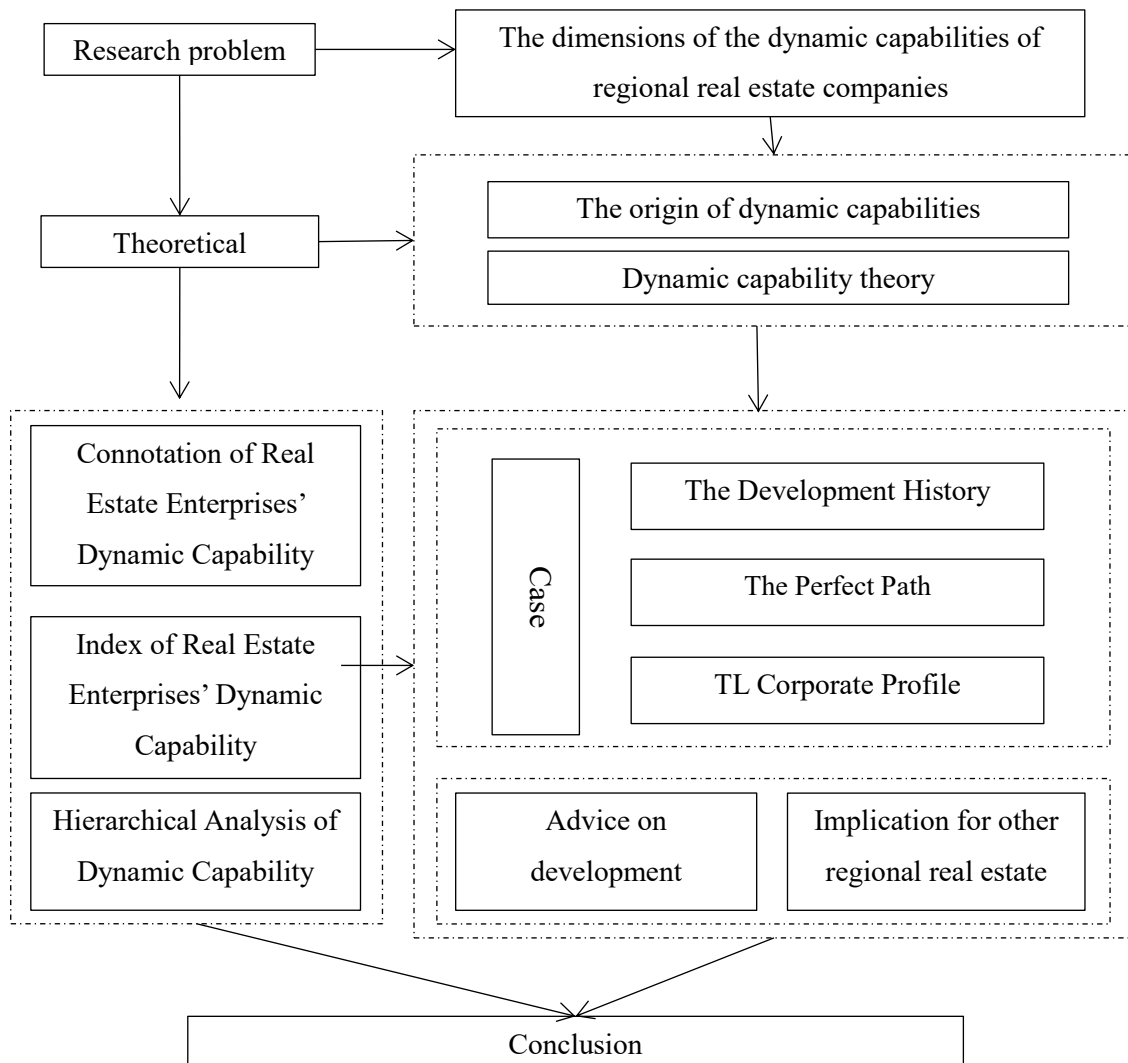 Research problem
The dimensions of the dynamic capabilities of
regional real estate companies
Theoretical
The origin of dynamic capabilities
Dynamic capability theory
Connotation of Real
Estate Enterprises’
Dynamic Capability
Index of Real Estate
Enterprises’ Dynamic
Capability
Hierarchical Analysis of
Dynamic Capability
Case
The Development History
The Perfect Path
TL Corporate Profile
Advice on
development
Implication for other
regional real estate
Conclusion